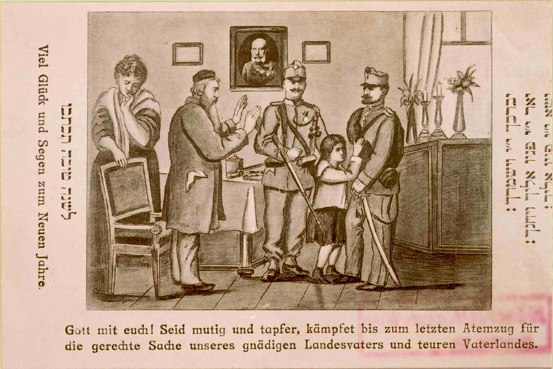 Viel Glück und Segen zum Neuen Jahre.
לשנה טובה תכתבו
Gott mit euch! Seid mutig und tapfer, kämpfet bis zum letzten Atemzug für
die gerechte Sache unseres gnädigen Landesvaters und teuren Vaterlandes.